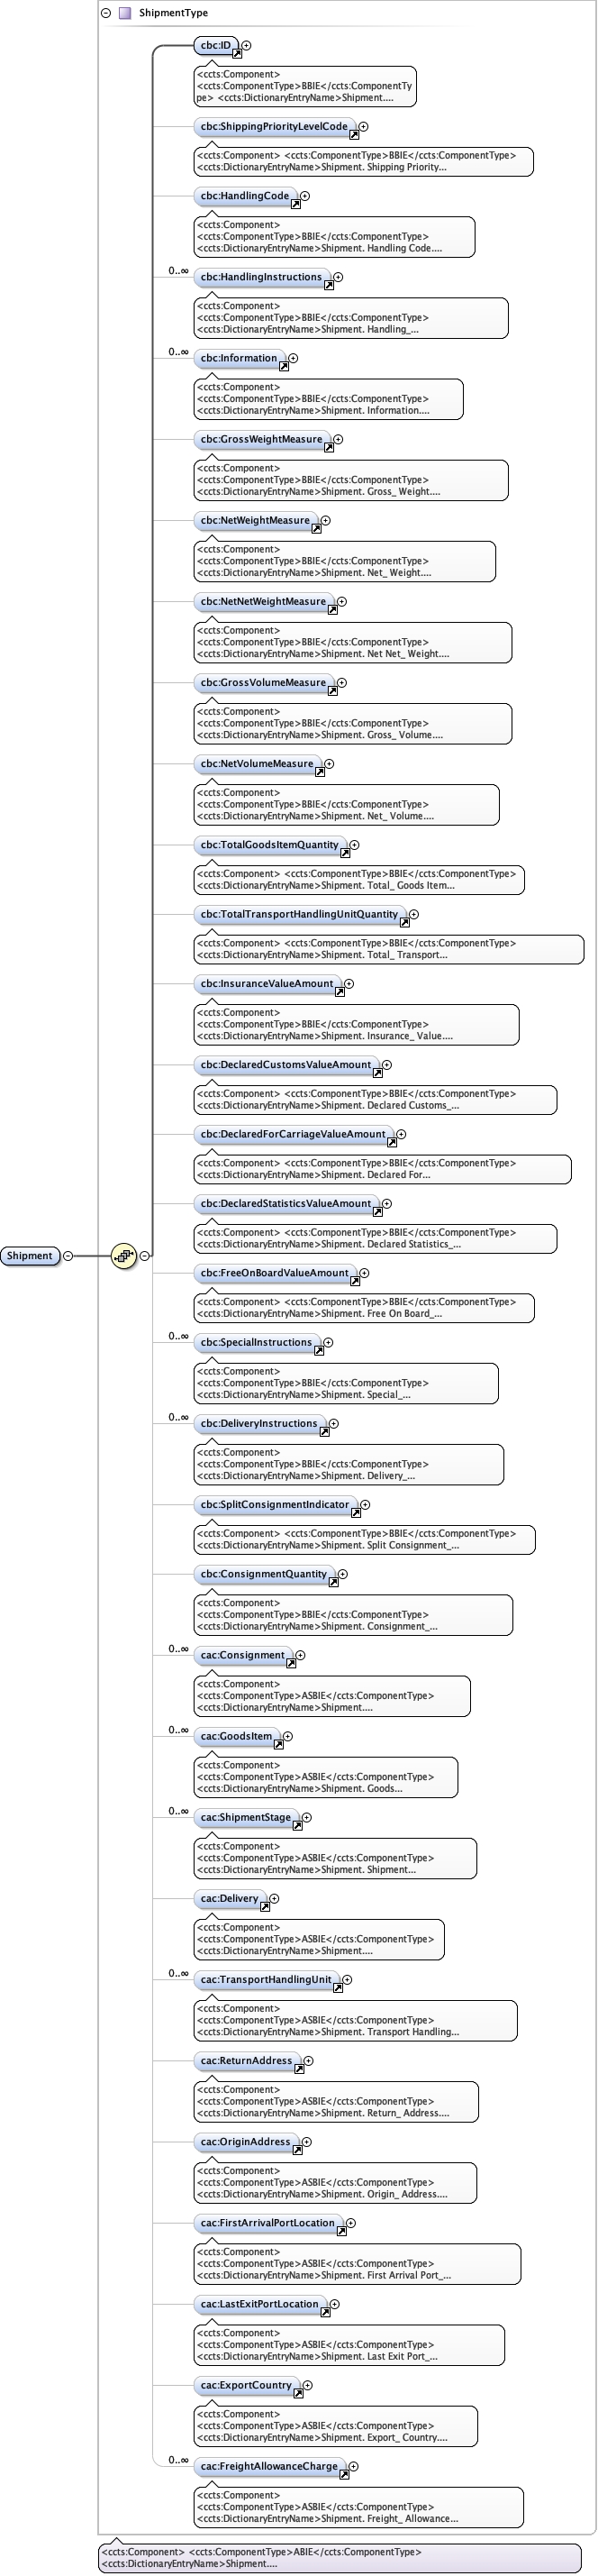 ShipmentType
cbc:ID
<ccts:Component>
<ccts:ComponentType>BBIE</ccts:ComponentTy
pe> <ccts:DictionaryEntryName>Shipment....
cbc:ShippingPriorityLevelCode
<ccts:Component> <ccts:ComponentType>BBIE</ccts:ComponentType>
<ccts:DictionaryEntryName>Shipment. Shipping Priority...
cbc:HandlingCode
<ccts:Component>
<ccts:ComponentType>BBIE</ccts:ComponentType>
<ccts:DictionaryEntryName>Shipment. Handling Code....
0..∞
cbc:HandlingInstructions
<ccts:Component>
<ccts:ComponentType>BBIE</ccts:ComponentType>
<ccts:DictionaryEntryName>Shipment. Handling_...
0..∞
cbc:Information
<ccts:Component>
<ccts:ComponentType>BBIE</ccts:ComponentType>
<ccts:DictionaryEntryName>Shipment. Information....
cbc:GrossWeightMeasure
<ccts:Component>
<ccts:ComponentType>BBIE</ccts:ComponentType>
<ccts:DictionaryEntryName>Shipment. Gross_ Weight....
cbc:NetWeightMeasure
<ccts:Component>
<ccts:ComponentType>BBIE</ccts:ComponentType>
<ccts:DictionaryEntryName>Shipment. Net_ Weight....
cbc:NetNetWeightMeasure
<ccts:Component>
<ccts:ComponentType>BBIE</ccts:ComponentType>
<ccts:DictionaryEntryName>Shipment. Net Net_ Weight....
cbc:GrossVolumeMeasure
<ccts:Component>
<ccts:ComponentType>BBIE</ccts:ComponentType>
<ccts:DictionaryEntryName>Shipment. Gross_ Volume....
cbc:NetVolumeMeasure
<ccts:Component>
<ccts:ComponentType>BBIE</ccts:ComponentType>
<ccts:DictionaryEntryName>Shipment. Net_ Volume....
cbc:TotalGoodsItemQuantity
<ccts:Component> <ccts:ComponentType>BBIE</ccts:ComponentType>
<ccts:DictionaryEntryName>Shipment. Total_ Goods Item...
cbc:TotalTransportHandlingUnitQuantity
<ccts:Component> <ccts:ComponentType>BBIE</ccts:ComponentType>
<ccts:DictionaryEntryName>Shipment. Total_ Transport...
cbc:InsuranceValueAmount
<ccts:Component>
<ccts:ComponentType>BBIE</ccts:ComponentType>
<ccts:DictionaryEntryName>Shipment. Insurance_ Value....
cbc:DeclaredCustomsValueAmount
<ccts:Component> <ccts:ComponentType>BBIE</ccts:ComponentType>
<ccts:DictionaryEntryName>Shipment. Declared Customs_...
cbc:DeclaredForCarriageValueAmount
<ccts:Component> <ccts:ComponentType>BBIE</ccts:ComponentType>
<ccts:DictionaryEntryName>Shipment. Declared For...
cbc:DeclaredStatisticsValueAmount
<ccts:Component> <ccts:ComponentType>BBIE</ccts:ComponentType>
<ccts:DictionaryEntryName>Shipment. Declared Statistics_...
Shipment
cbc:FreeOnBoardValueAmount
<ccts:Component> <ccts:ComponentType>BBIE</ccts:ComponentType>
<ccts:DictionaryEntryName>Shipment. Free On Board_...
0..∞
cbc:SpecialInstructions
<ccts:Component>
<ccts:ComponentType>BBIE</ccts:ComponentType>
<ccts:DictionaryEntryName>Shipment. Special_...
0..∞
cbc:DeliveryInstructions
<ccts:Component>
<ccts:ComponentType>BBIE</ccts:ComponentType>
<ccts:DictionaryEntryName>Shipment. Delivery_...
cbc:SplitConsignmentIndicator
<ccts:Component> <ccts:ComponentType>BBIE</ccts:ComponentType>
<ccts:DictionaryEntryName>Shipment. Split Consignment_...
cbc:ConsignmentQuantity
<ccts:Component>
<ccts:ComponentType>BBIE</ccts:ComponentType>
<ccts:DictionaryEntryName>Shipment. Consignment_...
0..∞
cac:Consignment
<ccts:Component>
<ccts:ComponentType>ASBIE</ccts:ComponentType>
<ccts:DictionaryEntryName>Shipment....
0..∞
cac:GoodsItem
<ccts:Component>
<ccts:ComponentType>ASBIE</ccts:ComponentType>
<ccts:DictionaryEntryName>Shipment. Goods...
0..∞
cac:ShipmentStage
<ccts:Component>
<ccts:ComponentType>ASBIE</ccts:ComponentType>
<ccts:DictionaryEntryName>Shipment. Shipment...
cac:Delivery
<ccts:Component>
<ccts:ComponentType>ASBIE</ccts:ComponentType>
<ccts:DictionaryEntryName>Shipment....
0..∞
cac:TransportHandlingUnit
<ccts:Component>
<ccts:ComponentType>ASBIE</ccts:ComponentType>
<ccts:DictionaryEntryName>Shipment. Transport Handling...
cac:ReturnAddress
<ccts:Component>
<ccts:ComponentType>ASBIE</ccts:ComponentType>
<ccts:DictionaryEntryName>Shipment. Return_ Address....
cac:OriginAddress
<ccts:Component>
<ccts:ComponentType>ASBIE</ccts:ComponentType>
<ccts:DictionaryEntryName>Shipment. Origin_ Address....
cac:FirstArrivalPortLocation
<ccts:Component>
<ccts:ComponentType>ASBIE</ccts:ComponentType>
<ccts:DictionaryEntryName>Shipment. First Arrival Port_...
cac:LastExitPortLocation
<ccts:Component>
<ccts:ComponentType>ASBIE</ccts:ComponentType>
<ccts:DictionaryEntryName>Shipment. Last Exit Port_...
cac:ExportCountry
<ccts:Component>
<ccts:ComponentType>ASBIE</ccts:ComponentType>
<ccts:DictionaryEntryName>Shipment. Export_ Country....
0..∞
cac:FreightAllowanceCharge
<ccts:Component>
<ccts:ComponentType>ASBIE</ccts:ComponentType>
<ccts:DictionaryEntryName>Shipment. Freight_ Allowance...
<ccts:Component> <ccts:ComponentType>ABIE</ccts:ComponentType>
<ccts:DictionaryEntryName>Shipment....